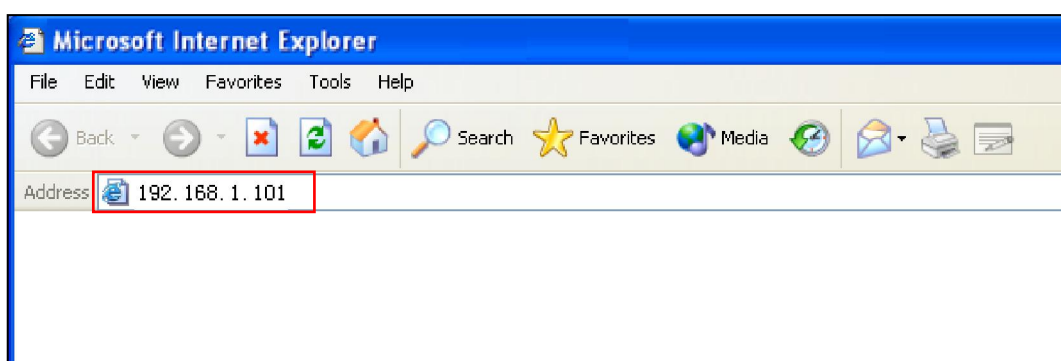 Microsoft Internet Explorer
File Edit View Favorites Tools Help
Back Search Favorites Media
Address 192.168.1.101